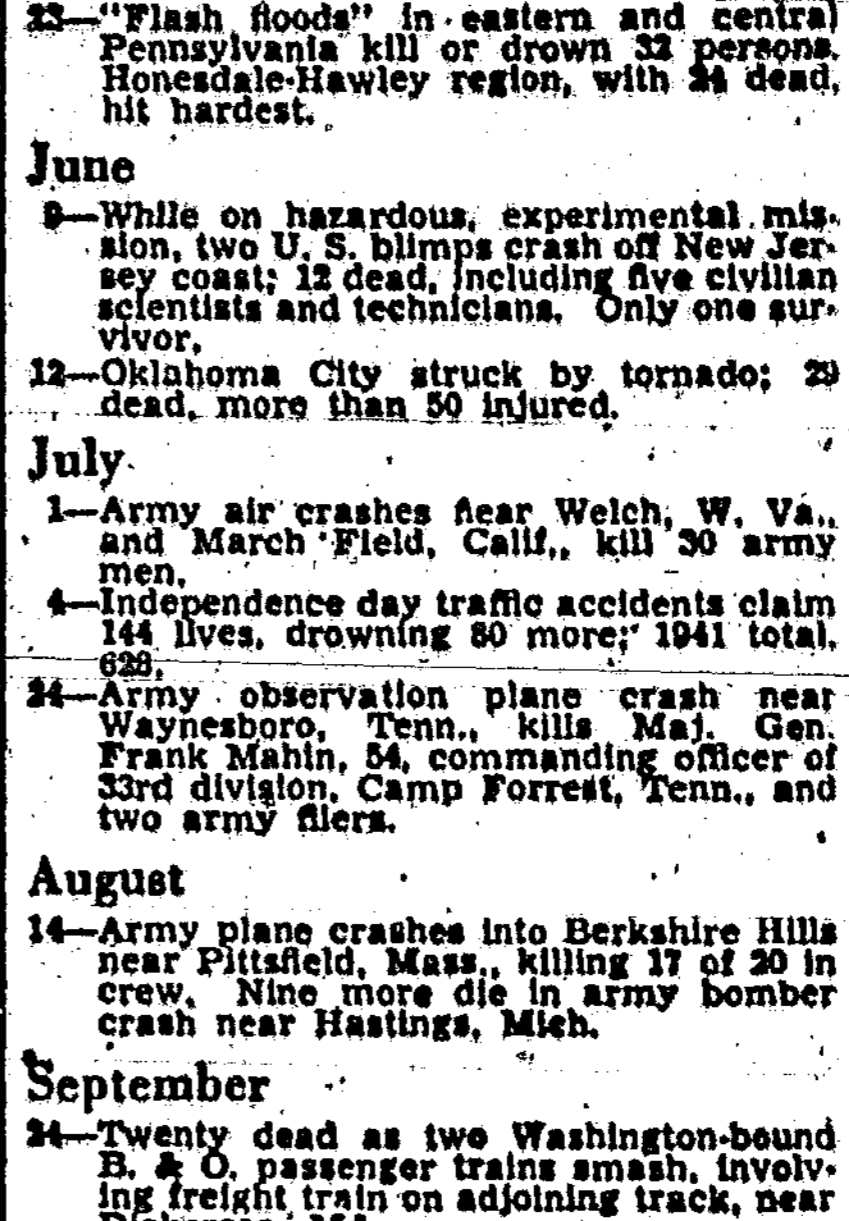 23—"Flash floods" in eastern and central
Pennsylvania kill or drown 32 persons.
Honesdale-Hawley region, with 24 dead,
hit hardest.
June
9—While on hazardous, experimental mis-
sion, two U. S. blimps crash off New Jer-
sey coast; 12 dead, including five civilian
scientists and technicians. Only one sur-
vivor.
12—Oklahoma City struck by tornado; 29
dead, more than 50 injured.
July
1—Army air crashes near Welch, W. Va.,
and March Field, Calif., kill 30 army
men.
4—Independence day traffic accidents claim
144 lives, drowning 80 more; 1941 total,
628.
24—Army observation plane crash near
Waynesboro, Tenn., kills Maj. Gen.
Frank Mahin, 54, commanding officer of
33rd division, Camp Forrest, Tenn., and
two army fliers.
August
14—Army plane crashes into Berkshire Hills
near Pittsfield, Mass., killing 17 of 20 in
crew. Nine more die in army bomber
crash near Hastings, Mich.
September
24—Twenty dead as two Washington-bound
B. & O. passenger trains smash, involv-
ing freight train on adjoining track, near